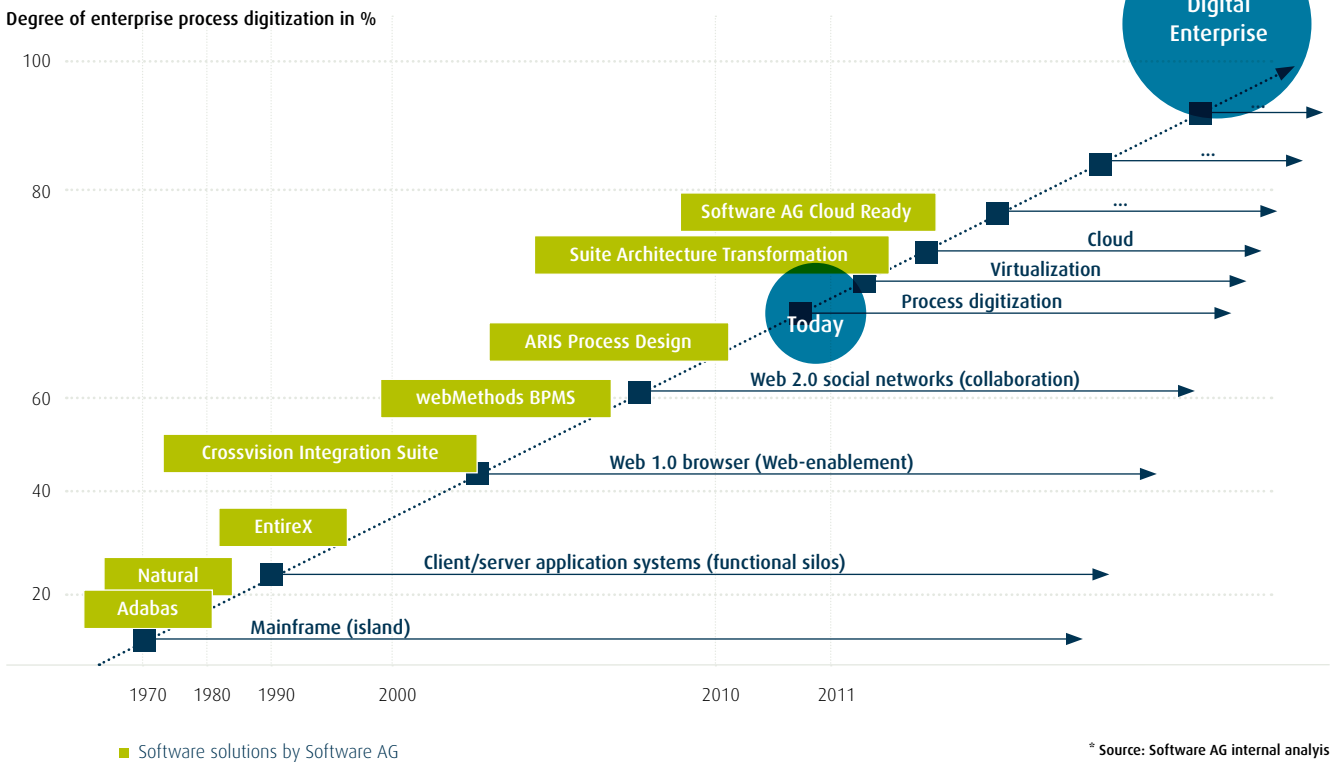 Degree of enterprise process digitization in %
Digital
Enterprise
100
...
...
80
Software AG Cloud Ready
...
Suite Architecture Transformation
Cloud
Virtualization
Process digitization
Today
ARIS Process Design
Web 2.0 social networks (collaboration)
60
webMethods BPMS
Crossvision Integration Suite
Web 1.0 browser (Web-enablement)
40
EntireX
Client/server application systems (functional silos)
Natural
20
Adabas
Mainframe (island)
1970 1980 1990 2000 2010 2011
Software solutions by Software AG
* Source: Software AG internal analyis